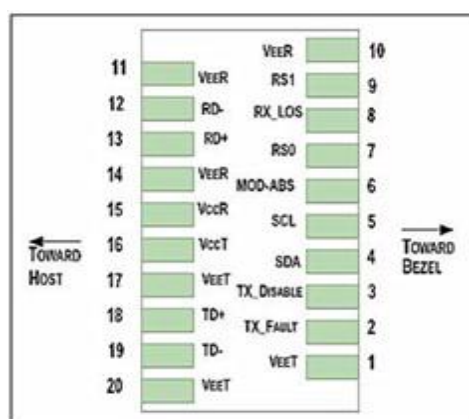 VEER 10
11 VEER
RS1 9
12 RD-
RX_LOS 8
13 RD+
RS0 7
14 VEER
MOD-ABS 6
15 VCCR
SCL 5
16 VCCT
TOWARD HOST
TOWARD BEZEL
SDA 4
17 VEET
TX_DISABLE 3
18 TD+
TX_FAULT 2
19 TD-
VEET 1
20 VEET